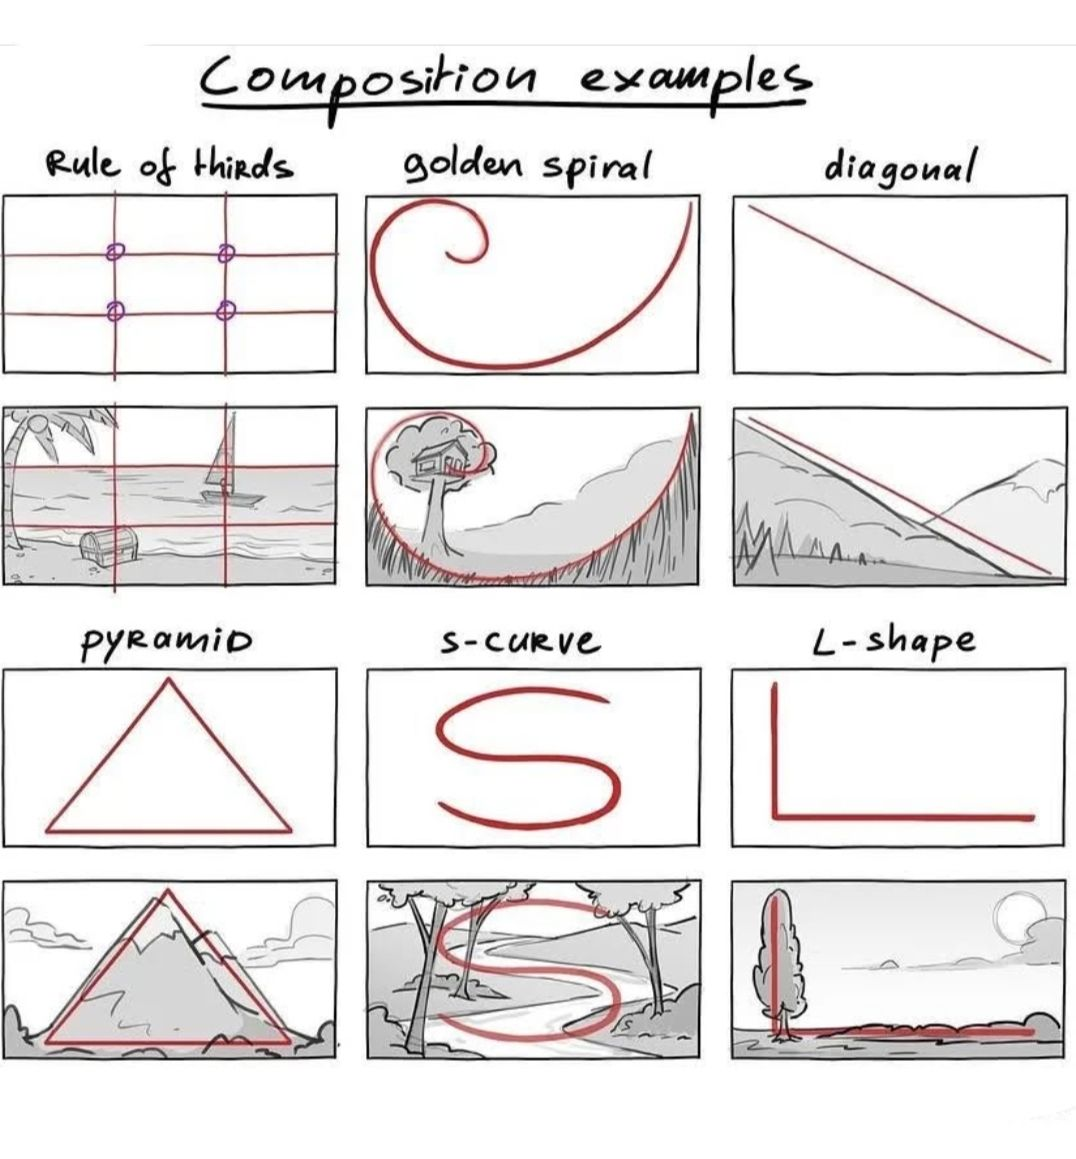 Composition examples
Rule of thirds
golden spiral
diagonal
pyramid
s-curve
L-shape